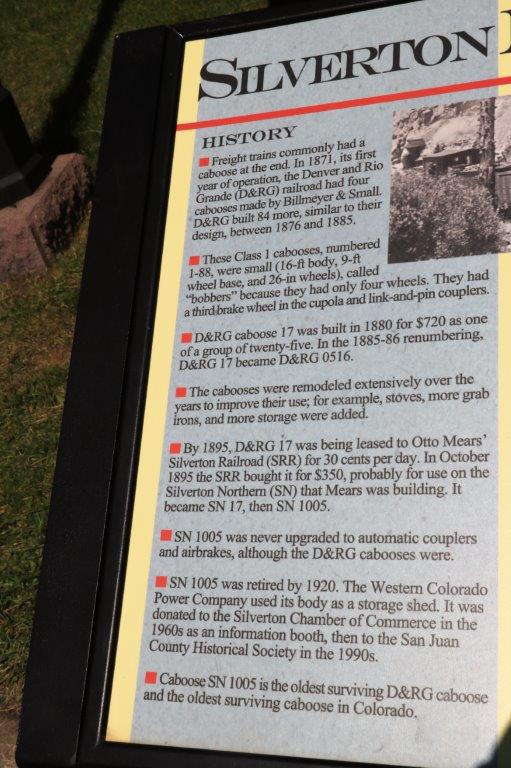 SILVERTON
HISTORY
Freight trains commonly had a
caboose at the end. In 1871, its first
year of operation, the Denver and Rio
Grande (D&RG) railroad had four
cabooses made by Billmeyer & Small.
D&RG built 84 more, similar to their
design, between 1876 and 1885.
These Class 1 cabooses, numbered
1-88, were small (16-ft body, 9-ft
wheel base, and 26-in wheels), called
“bobbers” because they had only four wheels. They had
a third brake wheel in the cupola and link-and-pin couplers.
D&RG caboose 17 was built in 1880 for $720 as one
of a group of twenty-five. In the 1885-86 renumbering,
D&RG 17 became D&RG 0516.
The cabooses were remodeled extensively over the
years to improve their use; for example, stoves, more grab
irons, and more storage were added.
By 1895, D&RG 17 was being leased to Otto Mears’
Silverton Railroad (SRR) for 30 cents per day. In October
1895 the SRR bought it for $350, probably for use on the
Silverton Northern (SN) that Mears was building. It
became SN 17, then SN 1005.
SN 1005 was never upgraded to automatic couplers
and airbrakes, although the D&RG cabooses were.
SN 1005 was retired by 1920. The Western Colorado
Power Company used its body as a storage shed. It was
donated to the Silverton Chamber of Commerce in the
1960s as an information booth, then to the San Juan
County Historical Society in the 1990s.
Caboose SN 1005 is the oldest surviving D&RG caboose
and the oldest surviving caboose in Colorado.